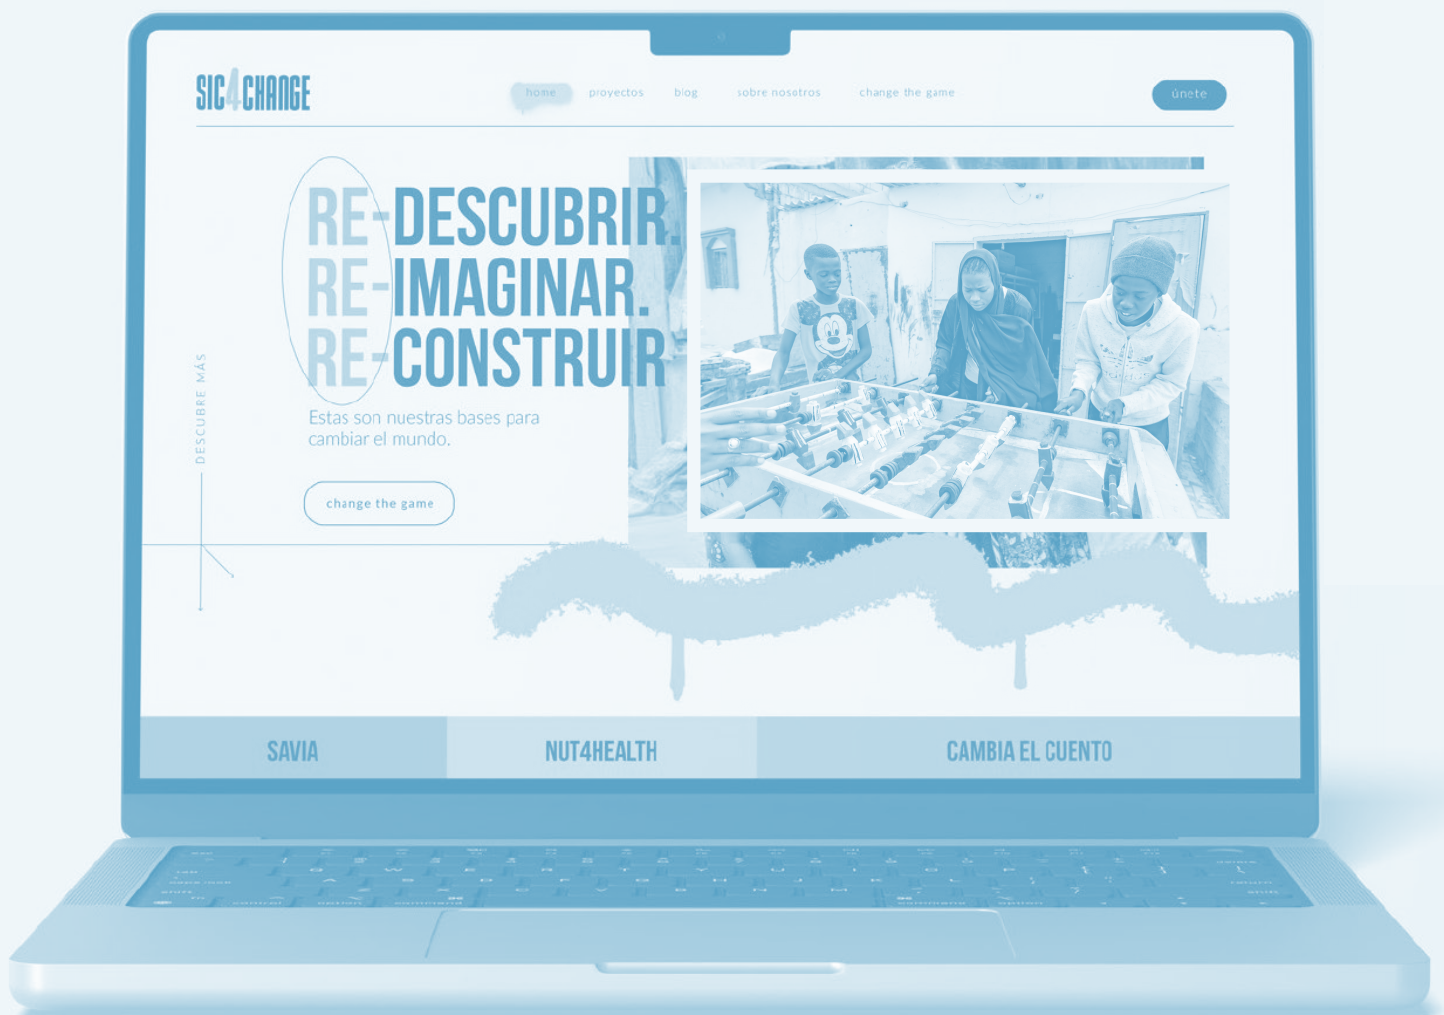 SIC4CHANGE
home proyectos blog sobre nosotros change the game únete
RE-DESCUBRIR.
RE-IMAGINAR.
RE-CONSTRUIR
Estas son nuestras bases para
cambiar el mundo.
change the game
DESCUBRE MÁS
SAVIA NUT4HEALTH CAMBIA EL CUENTO